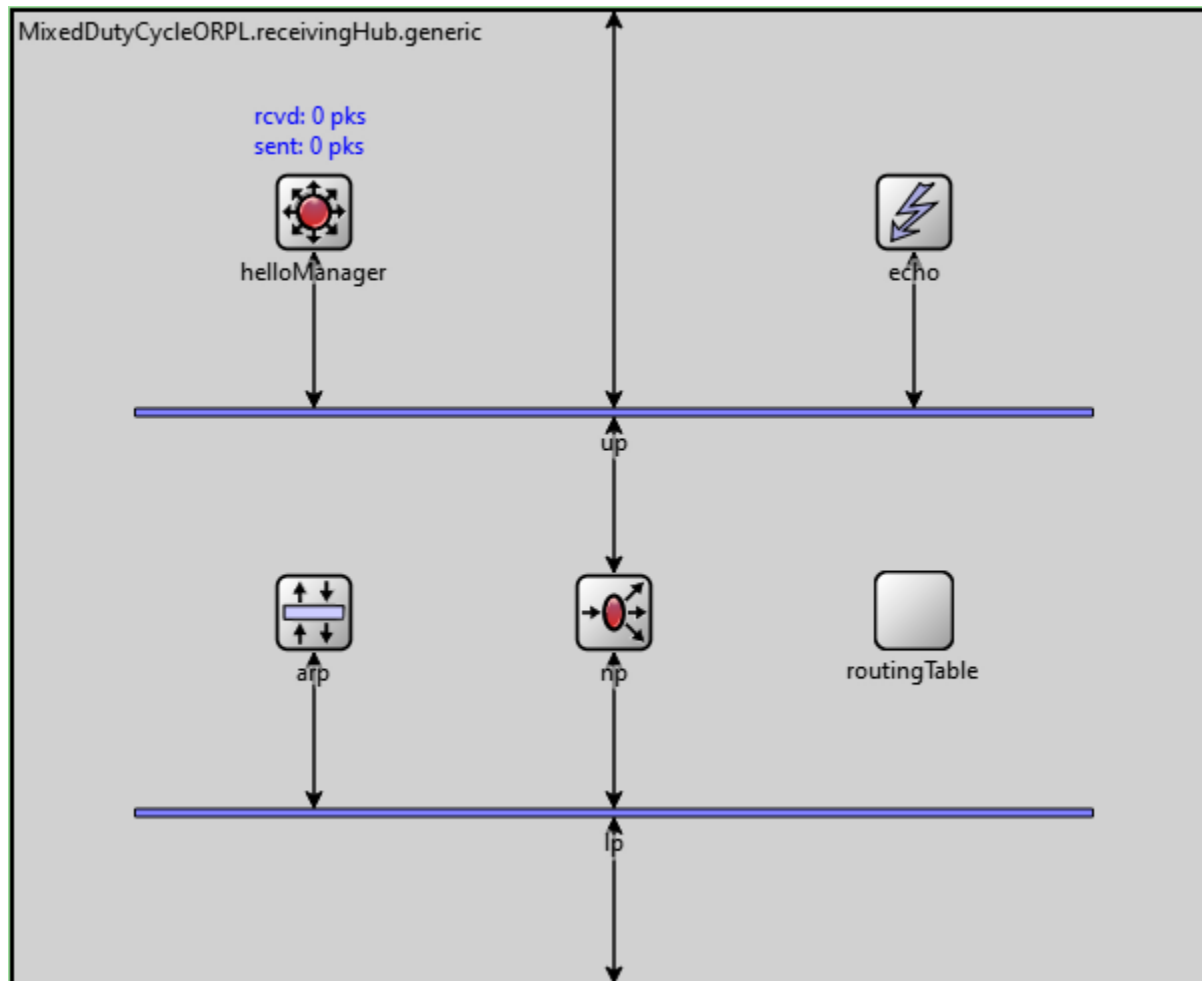 MixedDutyCycleORPL.receivingHub.generic
rcvd: 0 pks
sent: 0 pks
helloManager
echo
up
arp
np
routingTable
lp